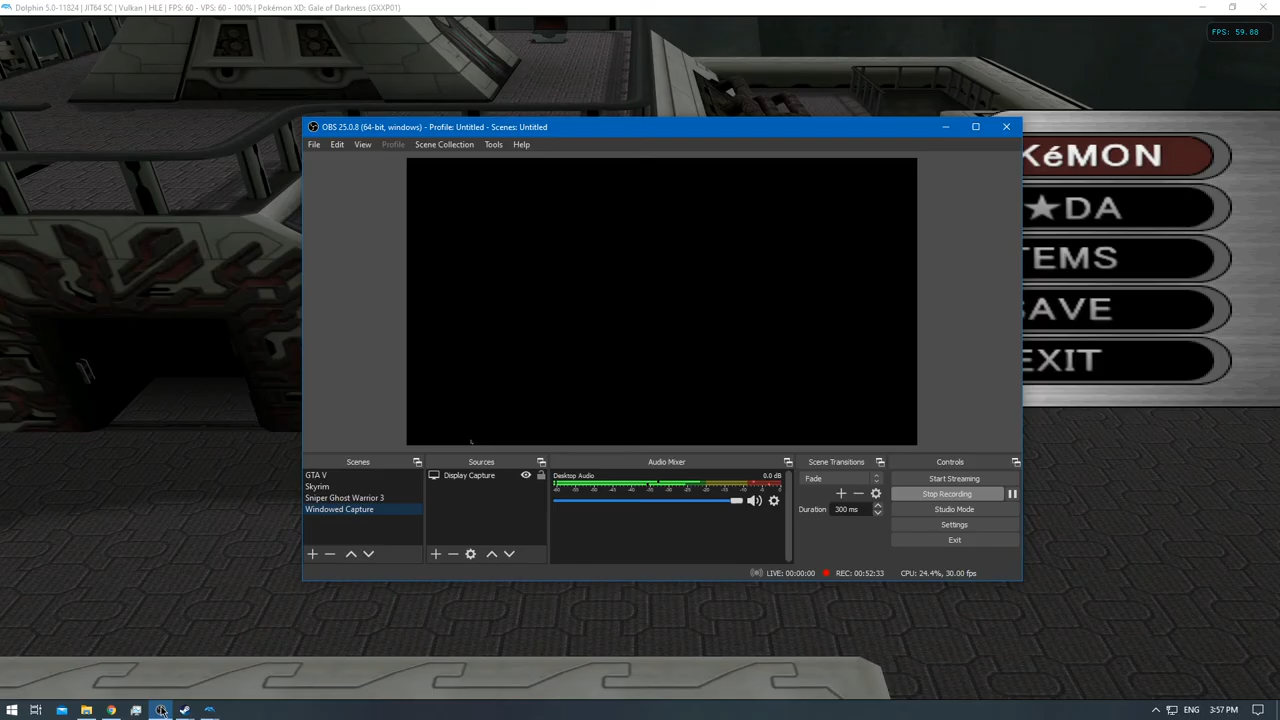 Dolphin 5.0-11824 | JIT64 SC | Vulkan | HLE | FPS: 60 - VPS: 60 - 100% | Pokémon XD: Gale of Darkness (GXXP01)
FPS: 59.88
OBS 25.0.8 (64-bit, windows) - Profile: Untitled - Scenes: Untitled
File Edit View Profile Scene Collection Tools Help
KéMON
★DA
TEMS
SAVE
EXIT
Scenes Sources Audio Mixer Scene Transitions Controls
GTA V
Skyrim
Sniper Ghost Warrior 3
Windowed Capture
Display Capture
Desktop Audio 0.0 dB
Fade
Duration 300 ms
Start Streaming
Stop Recording
Studio Mode
Settings
Exit
LIVE: 00:00:00 REC: 00:52:33 CPU: 24.4%, 30.00 fps
ENG 3:57 PM